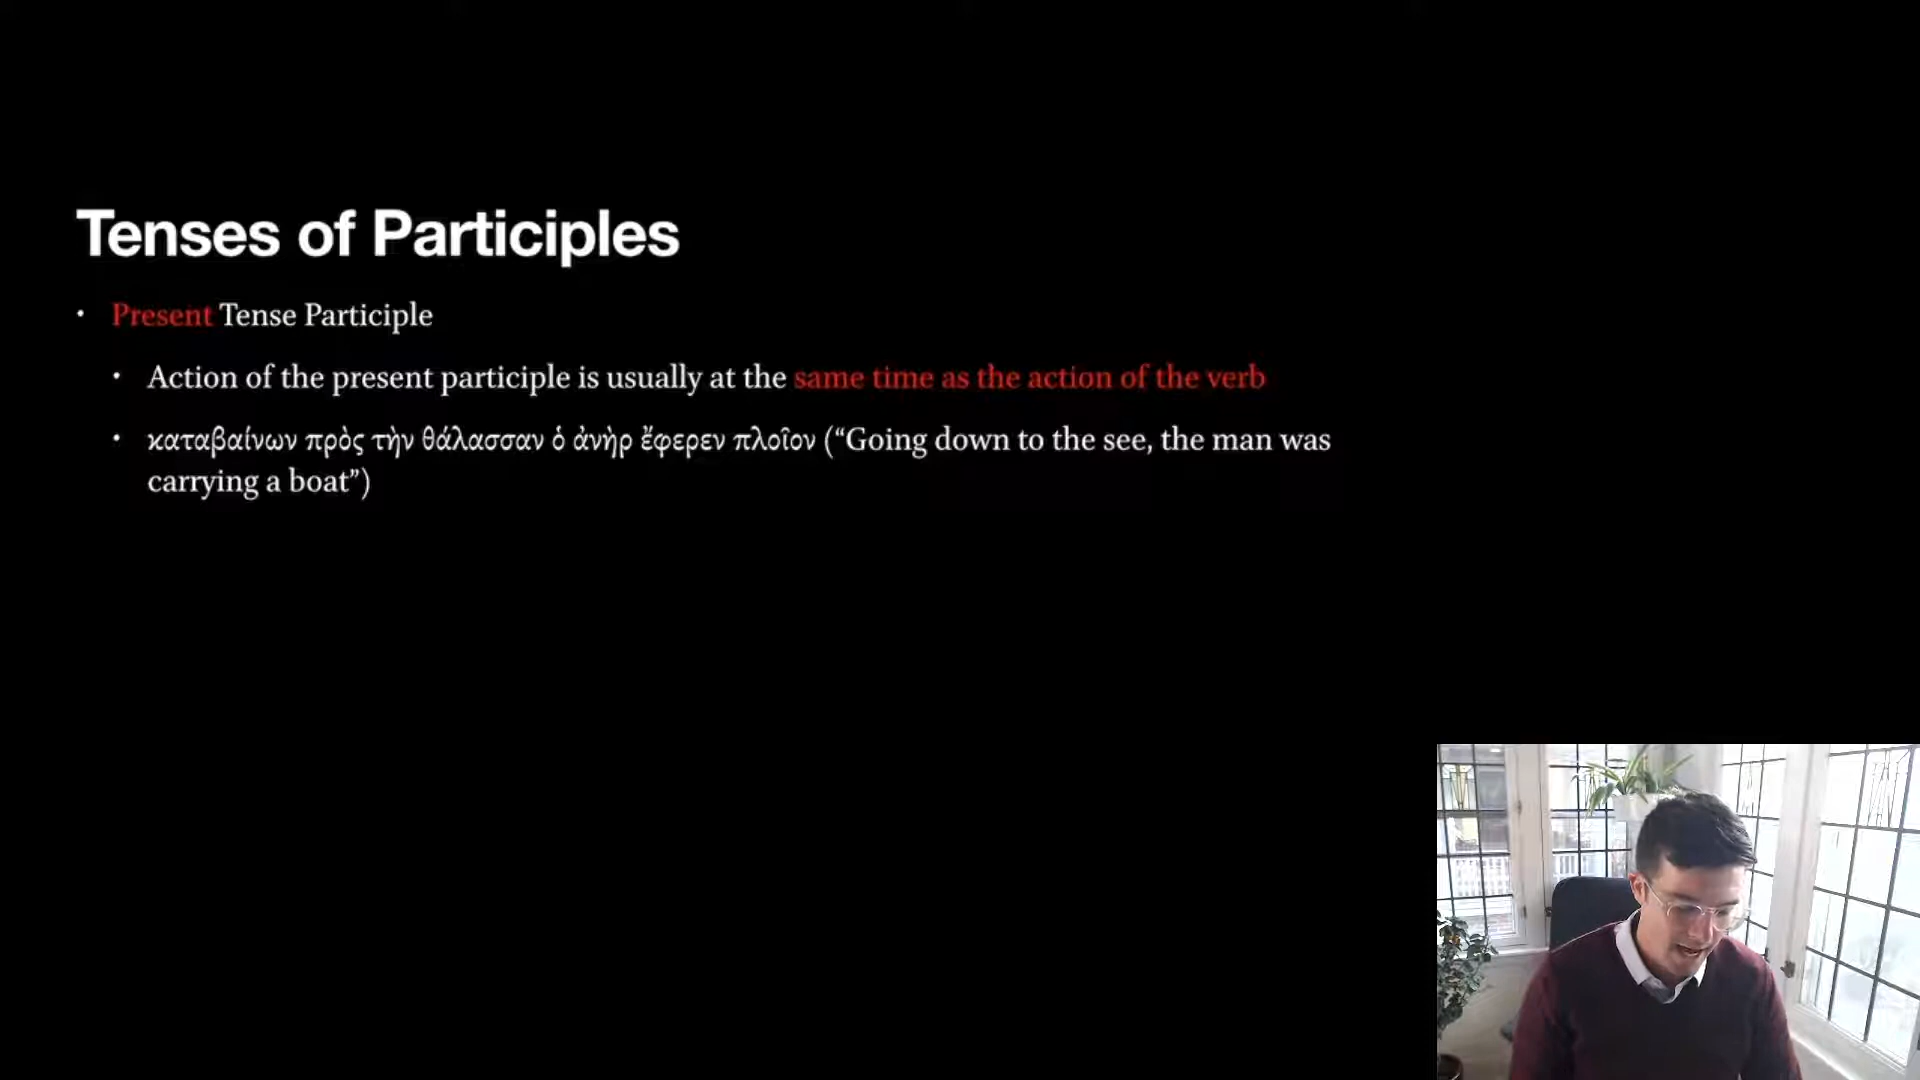 Tenses of Participles
• Present Tense Participle
• Action of the present participle is usually at the same time as the action of the verb
• καταβαίνων πρὸς τὴν θάλασσαν ὁ ἀνὴρ ἔφερεν πλοῖον (“Going down to the see, the man was
carrying a boat”)